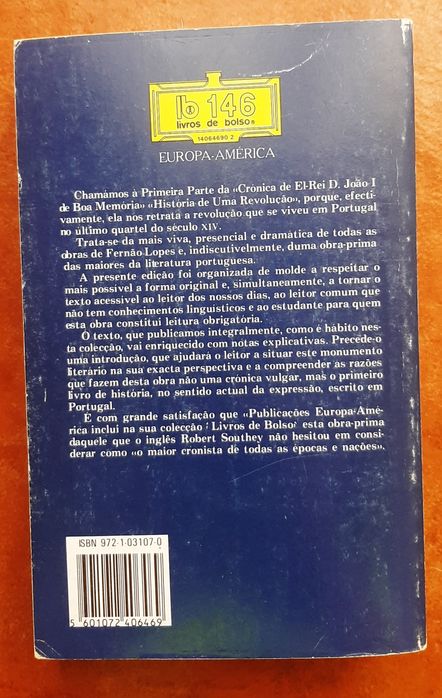 lb 146
livros de bolso
14064690 2
EUROPA-AMÉRICA
Chamámos à Primeira Parte da «Crónica de El-Rei D. João I
de Boa Memória» «História de Uma Revolução», porque, efecti-
vamente, ela nos retrata a revolução que se viveu em Portugal
no último quartel do século XIV.
Trata-se da mais viva, presencial e dramática de todas as
obras de Fernão Lopes e, indiscutivelmente, duma obra-prima
das maiores da literatura portuguesa.
A presente edição foi organizada de molde a respeitar o
mais possível a forma original e, simultaneamente, a tornar o
texto acessível ao leitor dos nossos dias, ao leitor comum que
não tem conhecimentos linguísticos e ao estudante para quem
esta obra constitui leitura obrigatória.
O texto, que publicamos integralmente, como é hábito nes-
ta colecção, vai enriquecido com notas explicativas. Precede-o
uma introdução, que ajudará o leitor a situar este monumento
literário na sua exacta perspectiva e a compreender as razões
que fazem desta obra não uma crónica vulgar, mas o primeiro
livro de história, no sentido actual da expressão, escrito em
Portugal.
É com grande satisfação que «Publicações Europa-Amé-
rica inclui na sua colecção ‘Livros de Bolso’ esta obra-prima
daquele que o inglês Robert Southey não hesitou em consi-
derar como «o maior cronista de todas as épocas e nações».
ISBN 972-1-03107-0
5 601072 406469